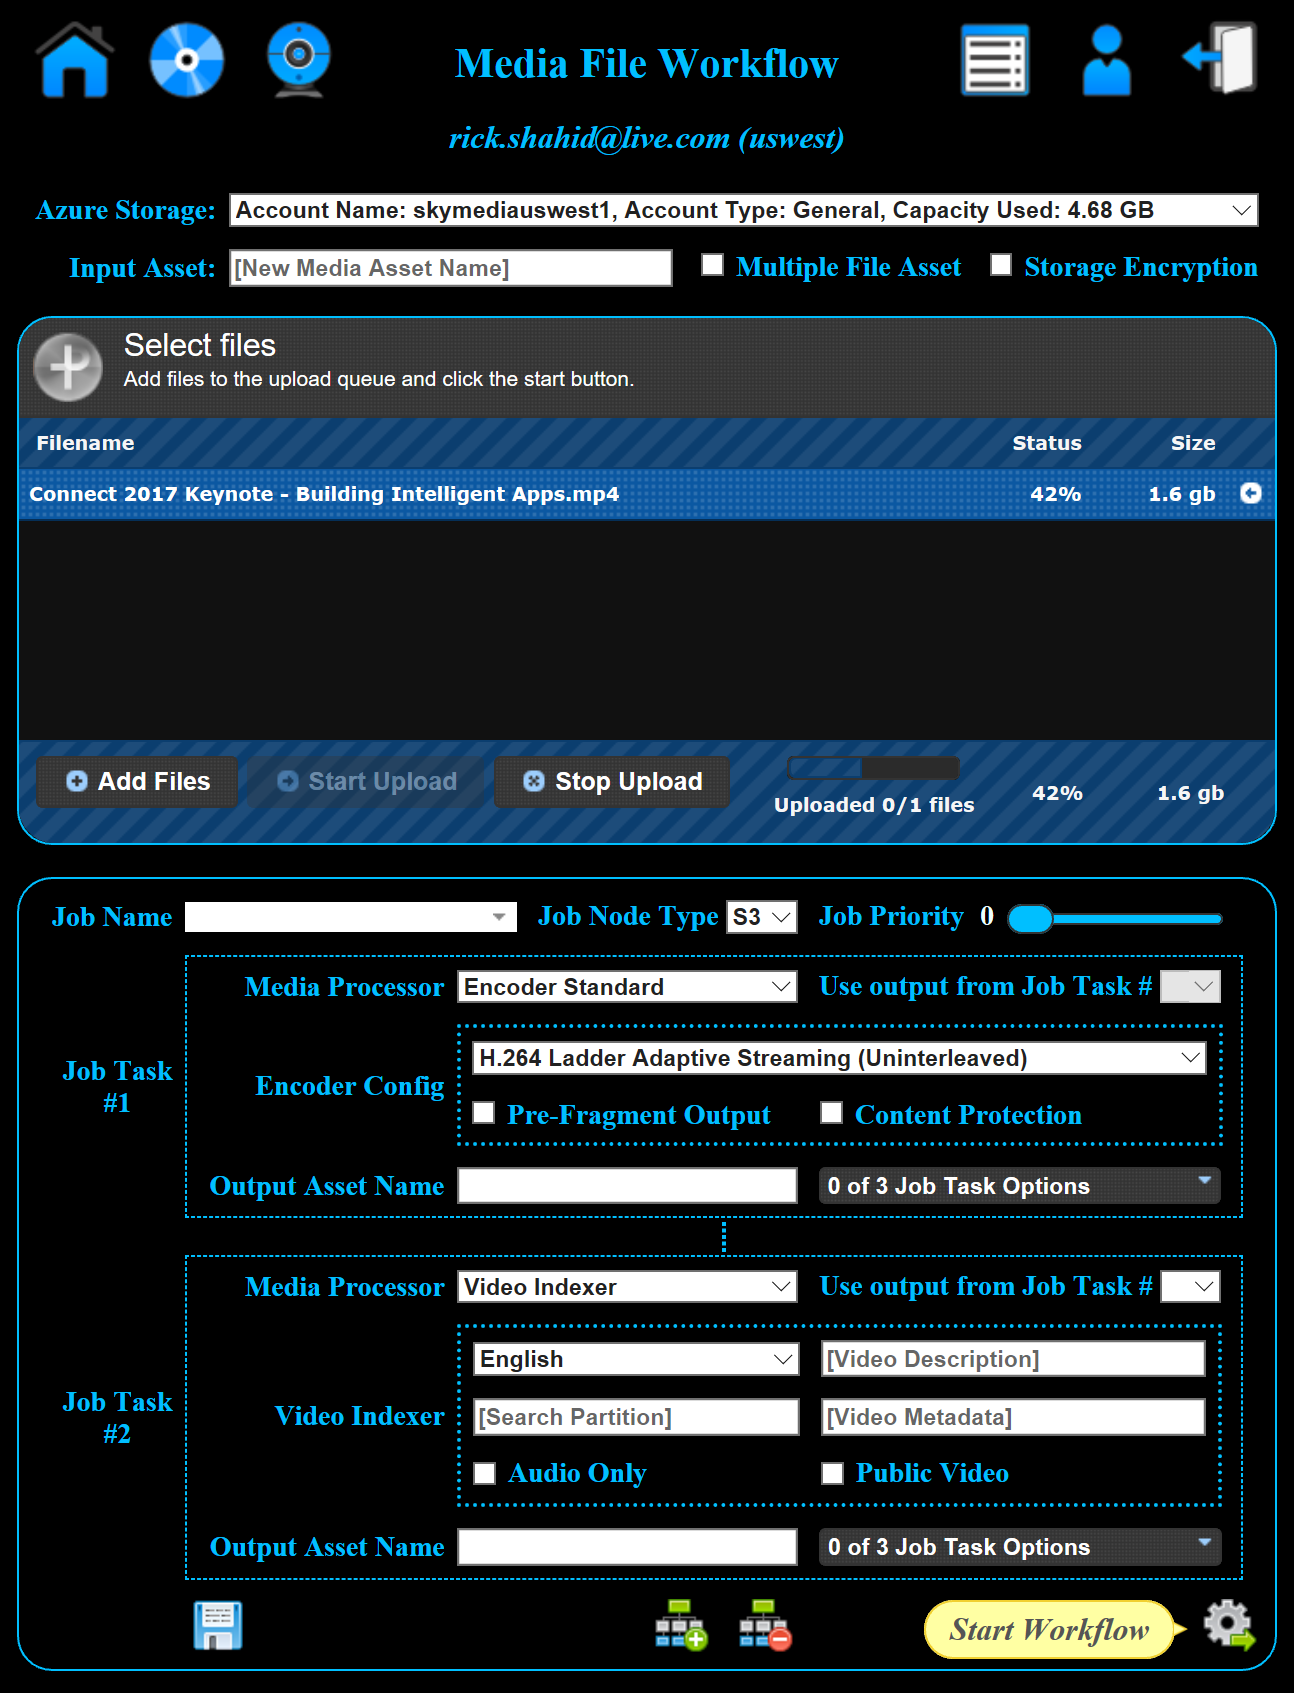 Media File Workflow
rick.shahid@live.com (uswest)
Azure Storage: Account Name: skymediauswest1, Account Type: General, Capacity Used: 4.68 GB
Input Asset: [New Media Asset Name] Multiple File Asset Storage Encryption
Select files
Add files to the upload queue and click the start button.
Filename Status Size
Connect 2017 Keynote - Building Intelligent Apps.mp4 42% 1.6 gb
Add Files Start Upload Stop Upload
Uploaded 0/1 files 42% 1.6 gb
Job Name Job Node Type S3 Job Priority 0
Media Processor Encoder Standard Use output from Job Task #
Job Task
#1
Encoder Config
H.264 Ladder Adaptive Streaming (Uninterleaved)
Pre-Fragment Output Content Protection
Output Asset Name 0 of 3 Job Task Options
Media Processor Video Indexer Use output from Job Task #
Job Task
#2
Video Indexer
English [Video Description]
[Search Partition] [Video Metadata]
Audio Only Public Video
Output Asset Name 0 of 3 Job Task Options
Start Workflow